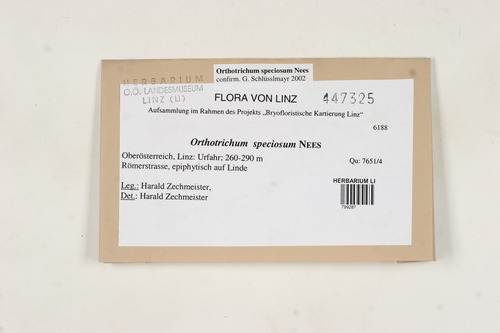 Orthotrichum speciosum Nees
confirm. G. Schlüsslmayr 2002
HERBARIUM
O.Ö. LANDESMUSEUM
LINZ (U)
FLORA VON LINZ
447325
Aufsammlung im Rahmen des Projekts „Bryofloristische Kartierung Linz“
6188
Orthotrichum speciosum NEES
Oberösterreich, Linz: Urfahr; 260-290 m
Qu: 7651/4
Römerstrasse, epiphytisch auf Linde
HERBARIUM LI
799287
Leg.: Harald Zechmeister,
Det.: Harald Zechmeister